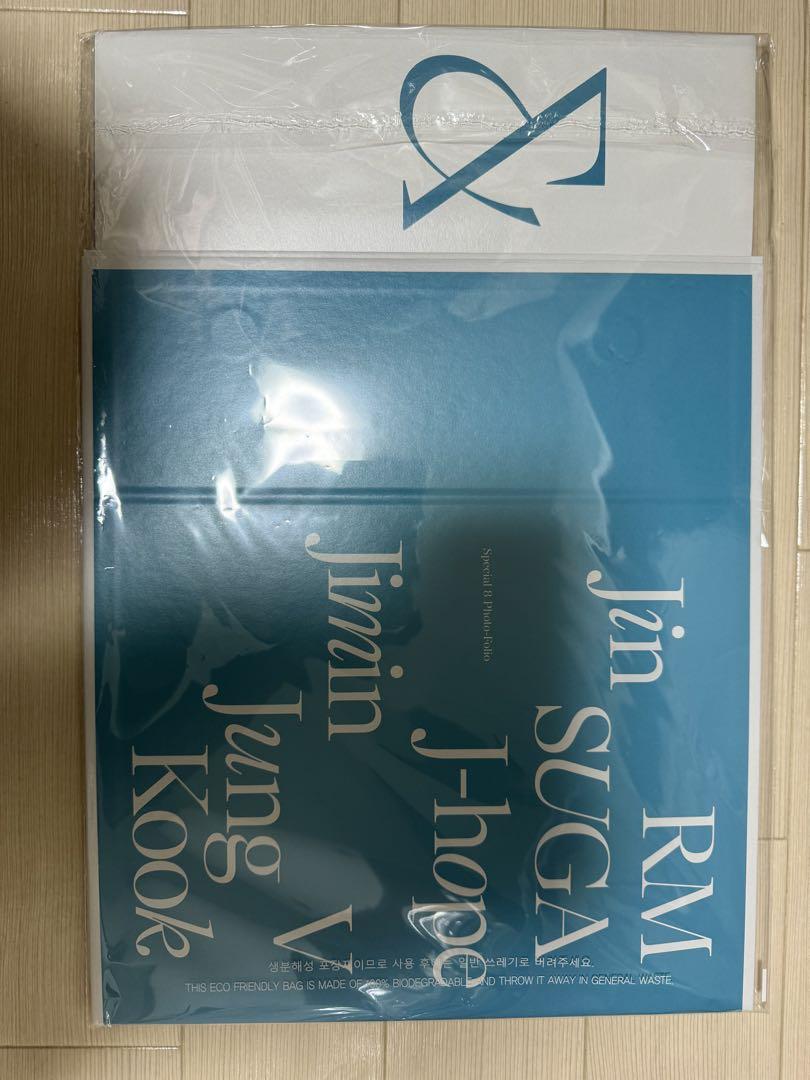 &
RM
Jin
SUGA
Special 8 Photo-Folio
J-hope
Jimin
V
Jung
Kook
생분해성 포장재이므로 사용 후에는 일반 쓰레기로 버려주세요.
THIS ECO FRIENDLY BAG IS MADE OF 100% BIODEGRADABLE AND THROW IT AWAY IN GENERAL WASTE.